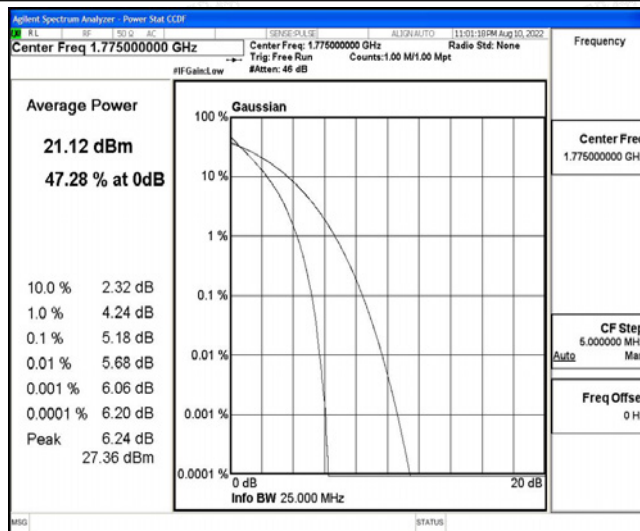 Agilent Spectrum Analyzer - Power Stat CCDF
RL RF 50 Ω AC SENSE:PULSE ALIGN AUTO 11:01:18 PM Aug 10, 2022
Center Freq 1.775000000 GHz
Center Freq: 1.775000000 GHz Radio Std: None
Trig: Free Run Counts:1.00 M/1.00 Mpt
#IFGain:Low #Atten: 46 dB
Frequency
Average Power
21.12 dBm
47.28 % at 0dB
10.0 % 2.32 dB
1.0 % 4.24 dB
0.1 % 5.18 dB
0.01 % 5.68 dB
0.001 % 6.06 dB
0.0001 % 6.20 dB
Peak 6.24 dB
27.36 dBm
Gaussian
100 %
10 %
1 %
0.1 %
0.01 %
0.001 %
0.0001 %
0 dB 20 dB
Info BW 25.000 MHz
Center Fre
1.775000000 GH
CF Step
5.000000 MH
Auto Ma
Freq Offse
0 H
MSG STATUS